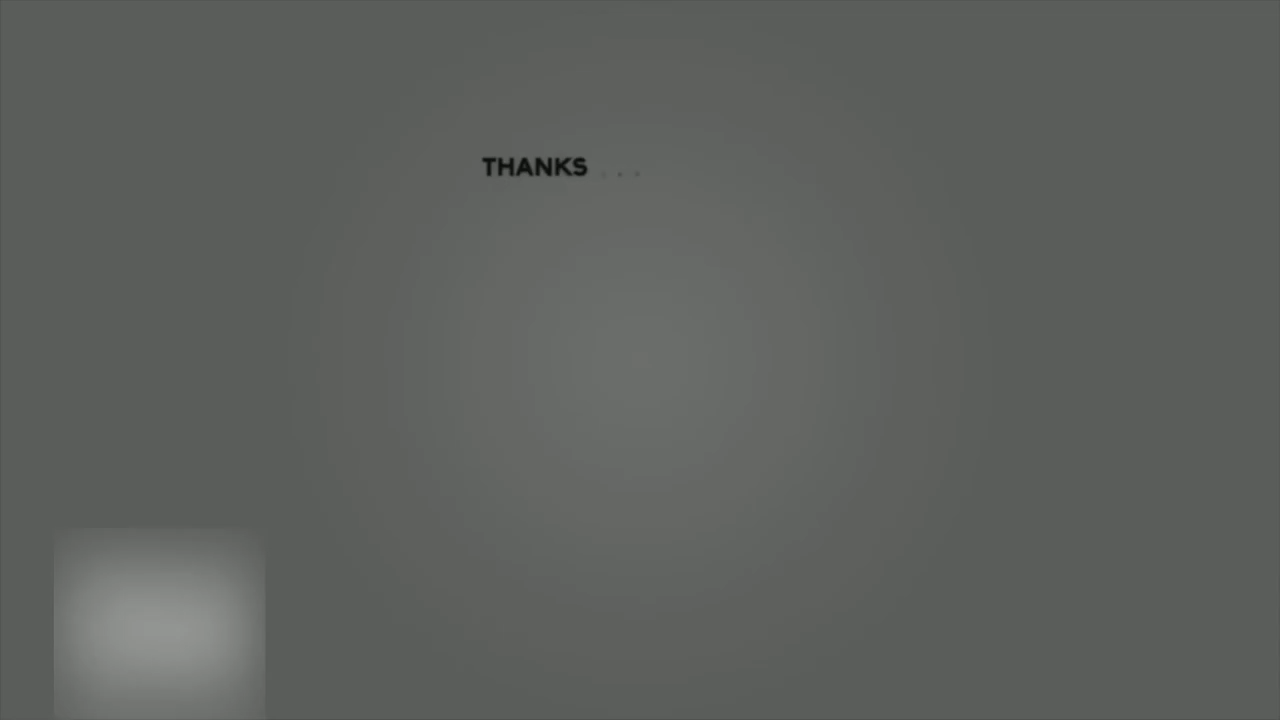 THANKS . . .